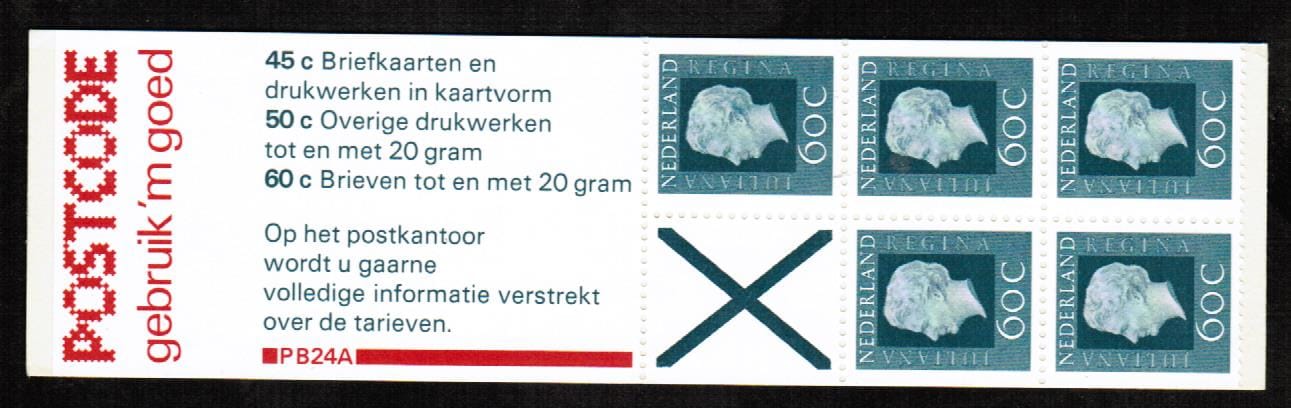 POSTCODE
gebruik 'm goed
45 c Briefkaarten en
drukwerken in kaartvorm
50 c Overige drukwerken
tot en met 20 gram
60 c Brieven tot en met 20 gram
Op het postkantoor
wordt u gaarne
volledige informatie verstrekt
over de tarieven.
PB24A
NEDERLAND
REGINA
JULIANA
60C
NEDERLAND
REGINA
JULIANA
60C
NEDERLAND
REGINA
JULIANA
60C
NEDERLAND
REGINA
JULIANA
60C
NEDERLAND
REGINA
JULIANA
60C